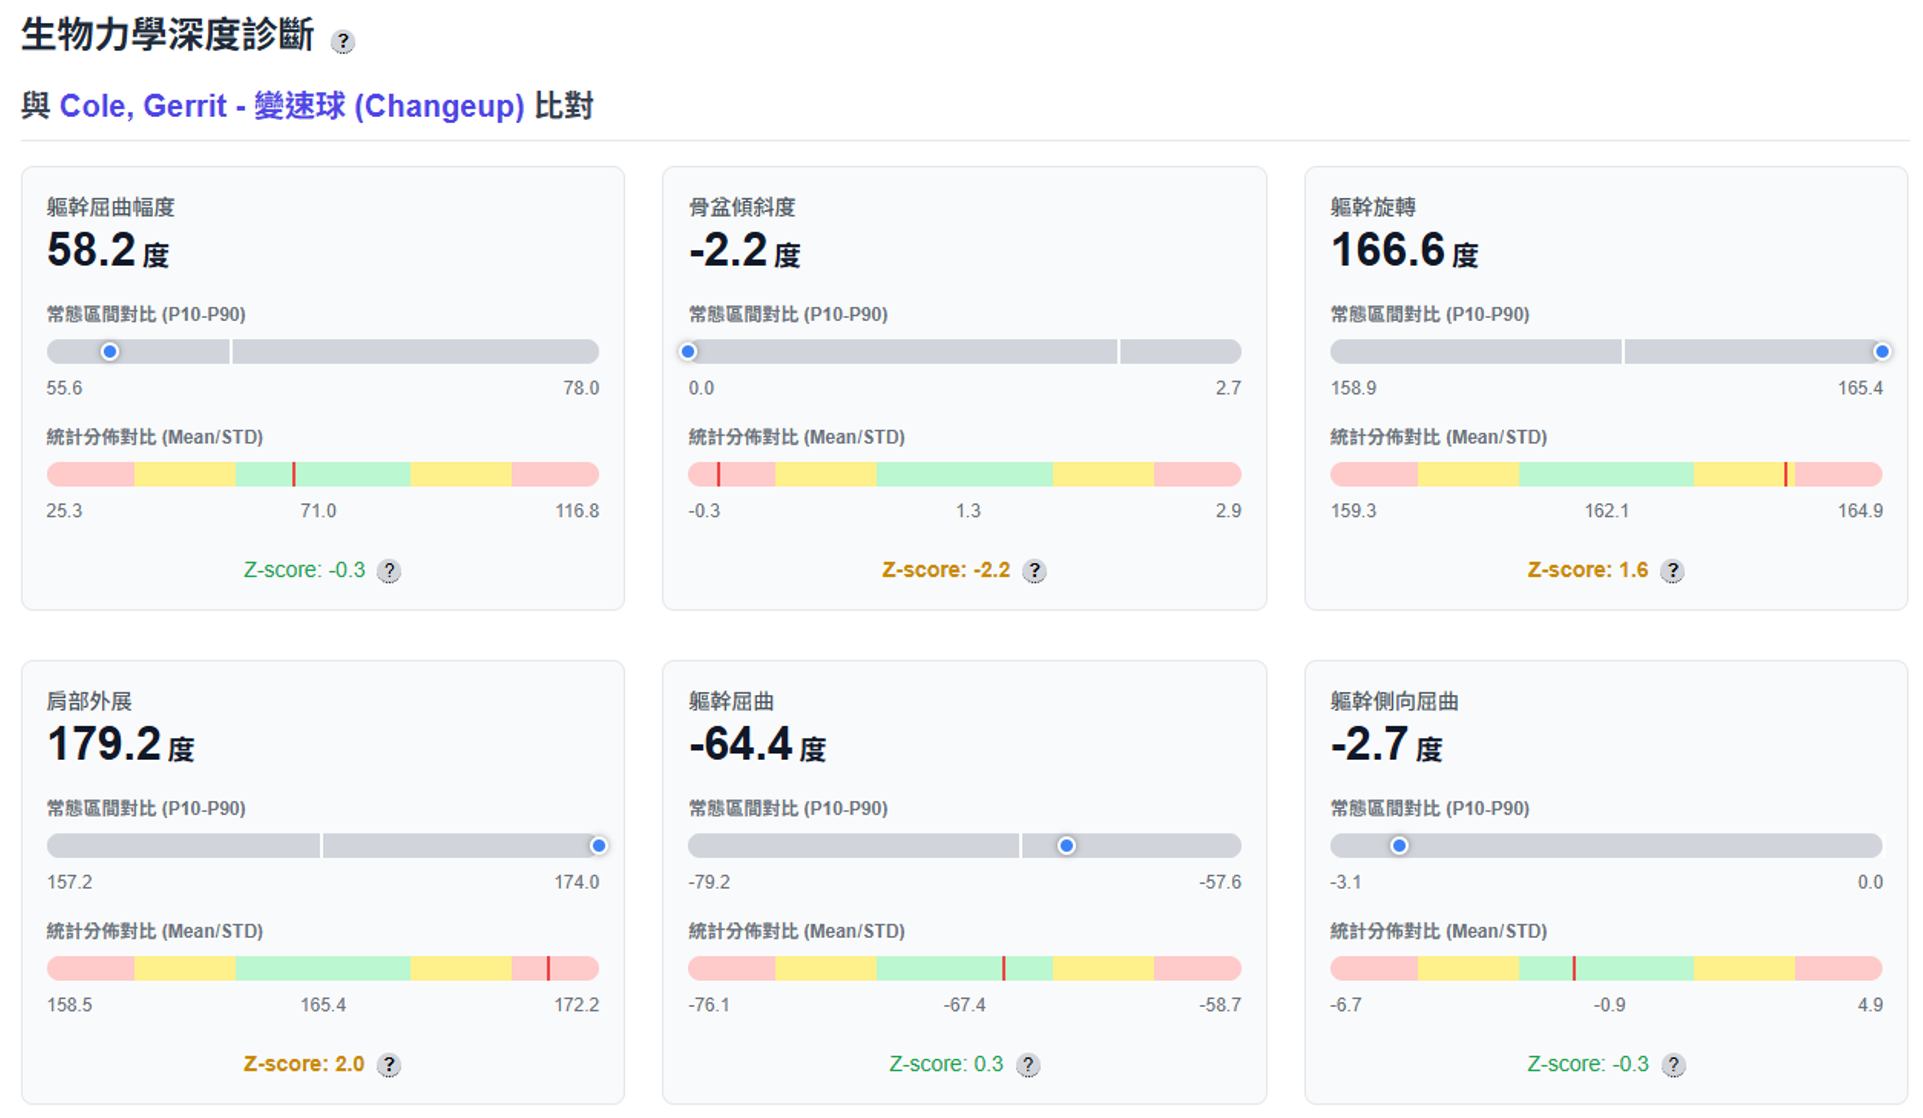 生物力學深度診斷 ?
與 Cole, Gerrit - 變速球 (Changeup) 比對
軀幹屈曲幅度
58.2 度
常態區間對比 (P10-P90)
55.6 78.0
統計分佈對比 (Mean/STD)
25.3 71.0 116.8
Z-score: -0.3 ?
骨盆傾斜度
-2.2 度
常態區間對比 (P10-P90)
0.0 2.7
統計分佈對比 (Mean/STD)
-0.3 1.3 2.9
Z-score: -2.2 ?
軀幹旋轉
166.6 度
常態區間對比 (P10-P90)
158.9 165.4
統計分佈對比 (Mean/STD)
159.3 162.1 164.9
Z-score: 1.6 ?
肩部外展
179.2 度
常態區間對比 (P10-P90)
157.2 174.0
統計分佈對比 (Mean/STD)
158.5 165.4 172.2
Z-score: 2.0 ?
軀幹屈曲
-64.4 度
常態區間對比 (P10-P90)
-79.2 -57.6
統計分佈對比 (Mean/STD)
-76.1 -67.4 -58.7
Z-score: 0.3 ?
軀幹側向屈曲
-2.7 度
常態區間對比 (P10-P90)
-3.1 0.0
統計分佈對比 (Mean/STD)
-6.7 -0.9 4.9
Z-score: -0.3 ?